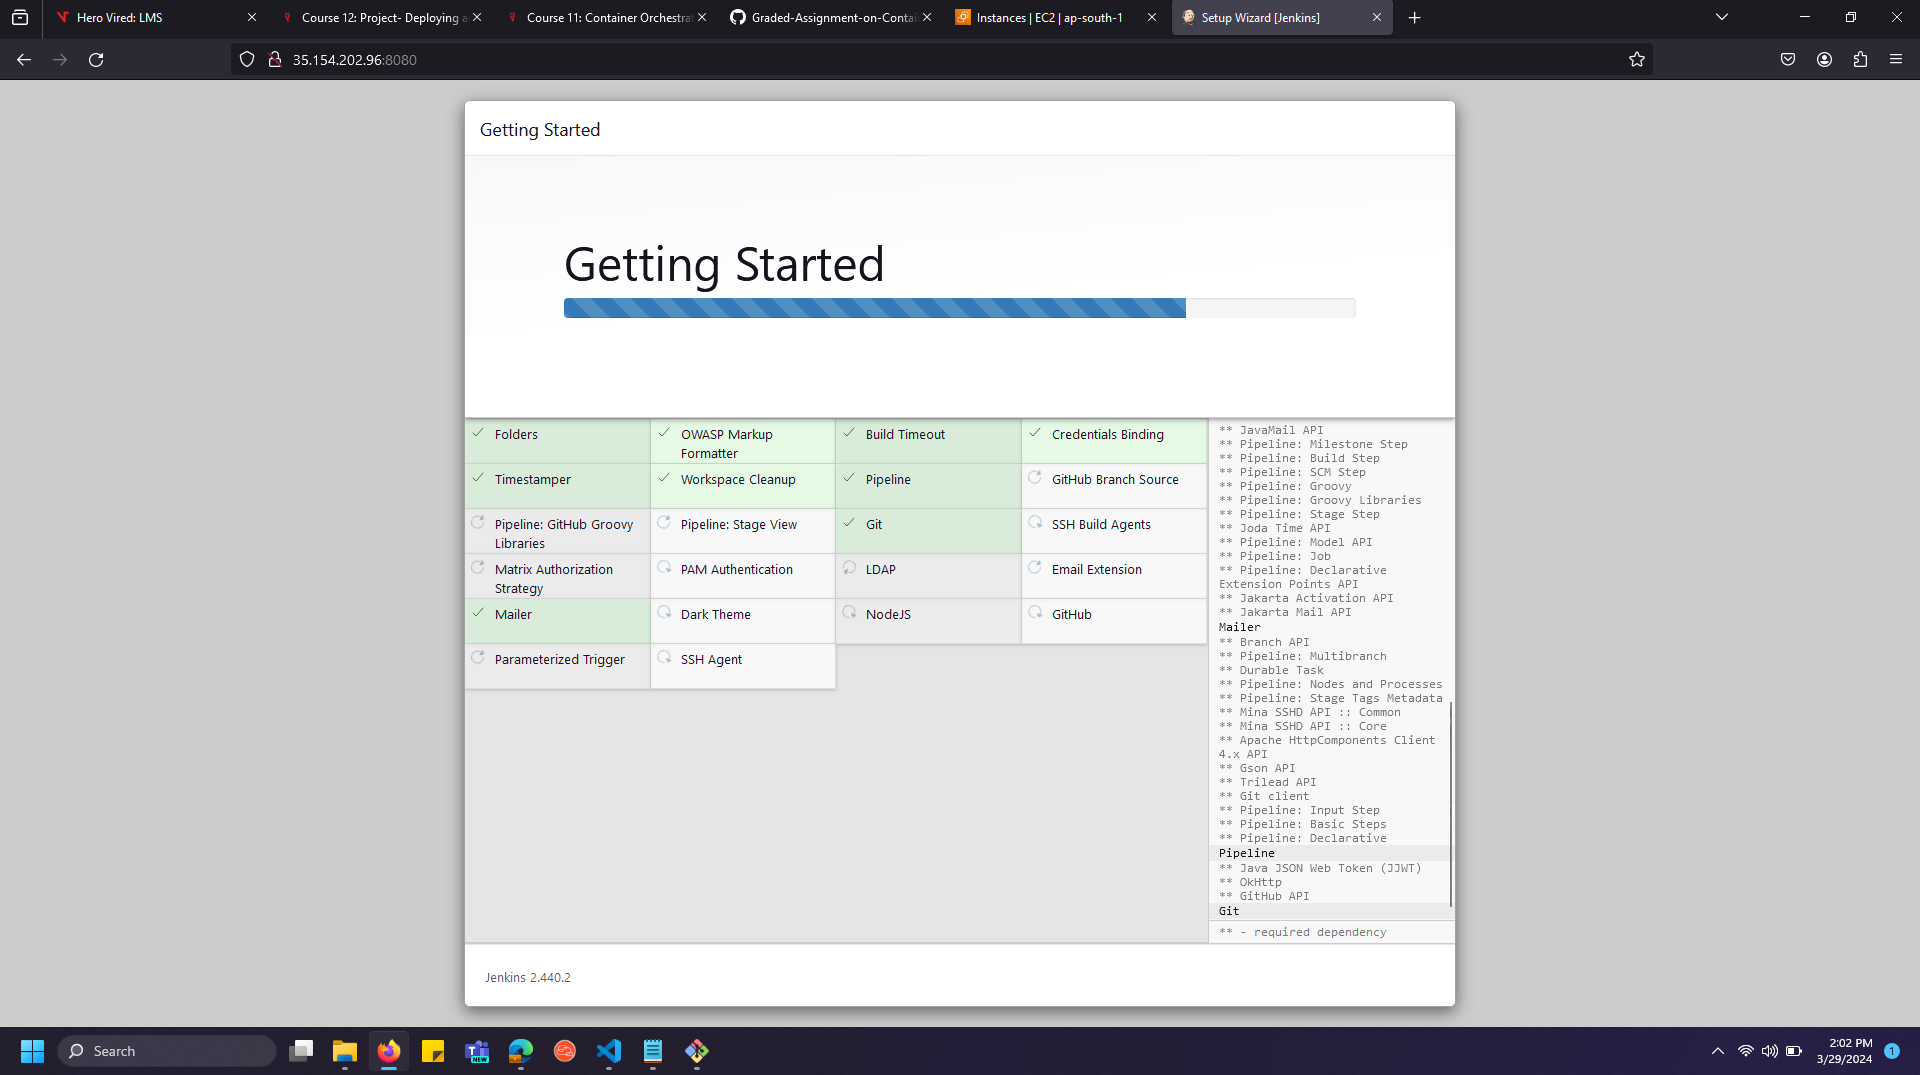 Hero Vired: LMS
Course 12: Project- Deploying a
Course 11: Container Orchestrat
Graded-Assignment-on-Contai
Instances | EC2 | ap-south-1
Setup Wizard [Jenkins]
35.154.202.96:8080
Getting Started
Getting Started
Folders
OWASP Markup
Formatter
Build Timeout
Credentials Binding
Timestamper
Workspace Cleanup
Pipeline
GitHub Branch Source
Pipeline: GitHub Groovy
Libraries
Pipeline: Stage View
Git
SSH Build Agents
Matrix Authorization
Strategy
PAM Authentication
LDAP
Email Extension
Mailer
Dark Theme
NodeJS
GitHub
Parameterized Trigger
SSH Agent
** JavaMail API
** Pipeline: Milestone Step
** Pipeline: Build Step
** Pipeline: SCM Step
** Pipeline: Groovy
** Pipeline: Groovy Libraries
** Pipeline: Stage Step
** Joda Time API
** Pipeline: Model API
** Pipeline: Job
** Pipeline: Declarative
Extension Points API
** Jakarta Activation API
** Jakarta Mail API
Mailer
** Branch API
** Pipeline: Multibranch
** Durable Task
** Pipeline: Nodes and Processes
** Pipeline: Stage Tags Metadata
** Mina SSHD API :: Common
** Mina SSHD API :: Core
** Apache HttpComponents Client
4.x API
** Gson API
** Trilead API
** Git client
** Pipeline: Input Step
** Pipeline: Basic Steps
** Pipeline: Declarative
Pipeline
** Java JSON Web Token (JJWT)
** OkHttp
** GitHub API
Git
** - required dependency
Jenkins 2.440.2
Search
NEW
2:02 PM
3/29/2024
1